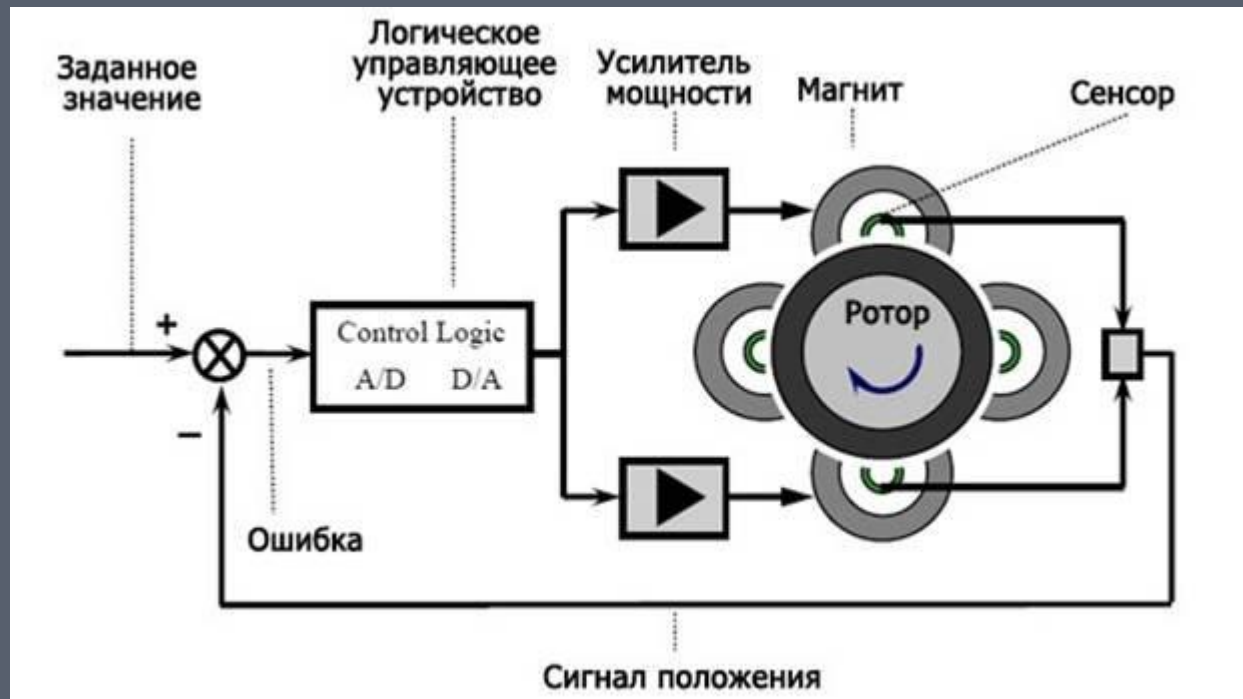 Заданное
значение
Логическое
управляющее
устройство
Усилитель
мощности
Магнит
Сенсор
+
Control Logic
A/D D/A
Ротор
−
Ошибка
Сигнал положения